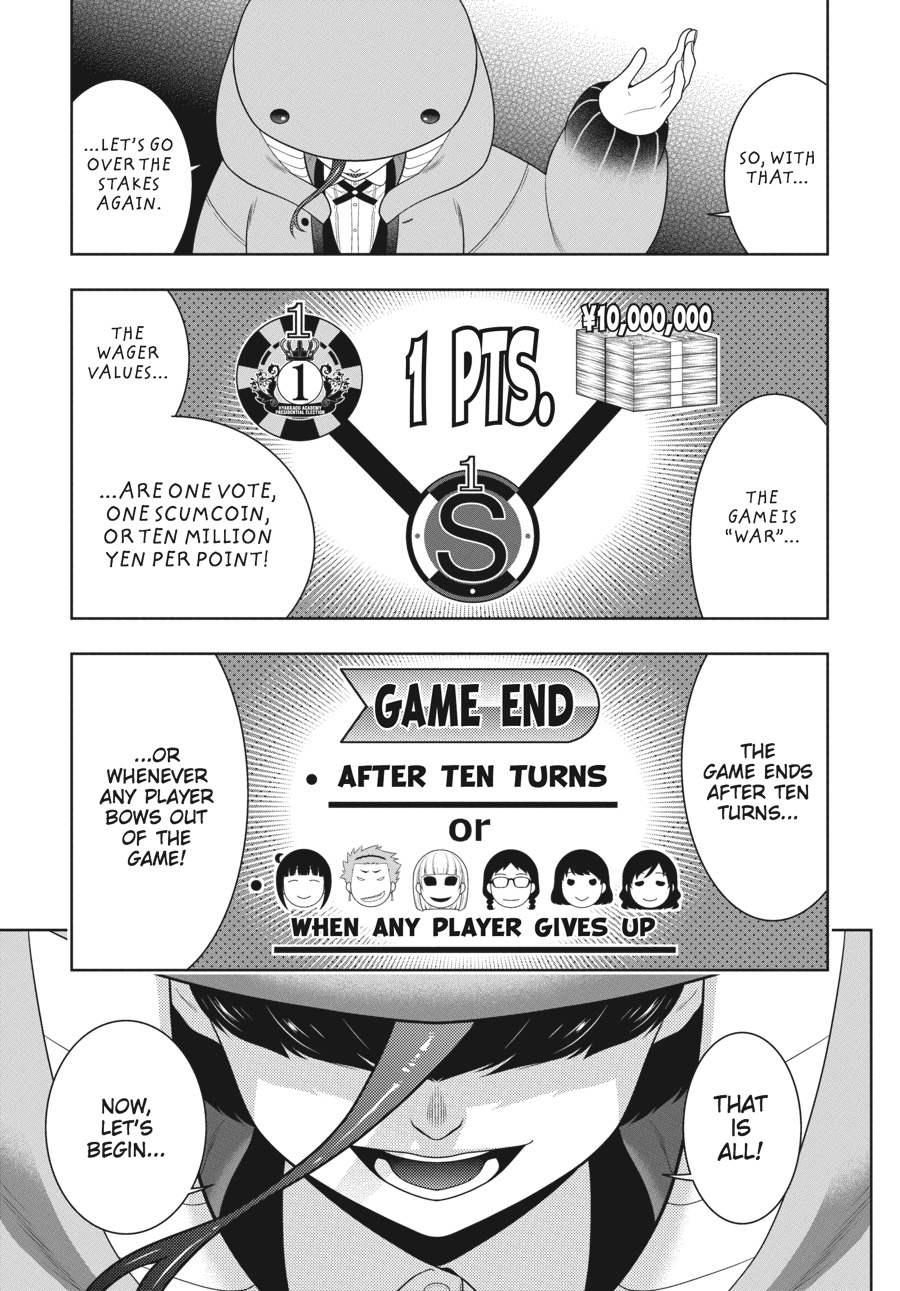 SO, WITH
THAT...
...LET'S GO
OVER THE
STAKES
AGAIN.
THE
GAME IS
"WAR"...
THE
WAGER
VALUES...
1
1
HYAKKAOU ACADEMY
PRESIDENTIAL ELECTION
1 PTS.
¥10,000,000
1
S
...ARE ONE VOTE,
ONE SCUMCOIN,
OR TEN MILLION
YEN PER POINT!
THE
GAME ENDS
AFTER TEN
TURNS...
GAME END
• AFTER TEN TURNS
or
• WHEN ANY PLAYER GIVES UP
...OR
WHENEVER
ANY PLAYER
BOWS OUT
OF THE
GAME!
THAT
IS
ALL!
NOW,
LET'S
BEGIN...